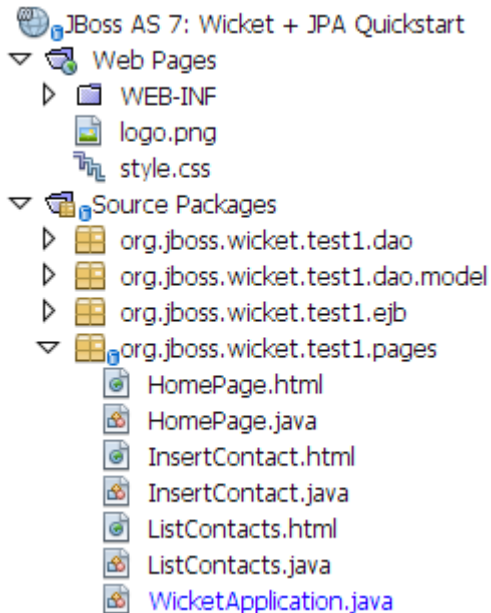 JBoss AS 7: Wicket + JPA Quickstart
Web Pages
WEB-INF
logo.png
style.css
Source Packages
org.jboss.wicket.test1.dao
org.jboss.wicket.test1.dao.model
org.jboss.wicket.test1.ejb
org.jboss.wicket.test1.pages
HomePage.html
HomePage.java
InsertContact.html
InsertContact.java
ListContacts.html
ListContacts.java
WicketApplication.java